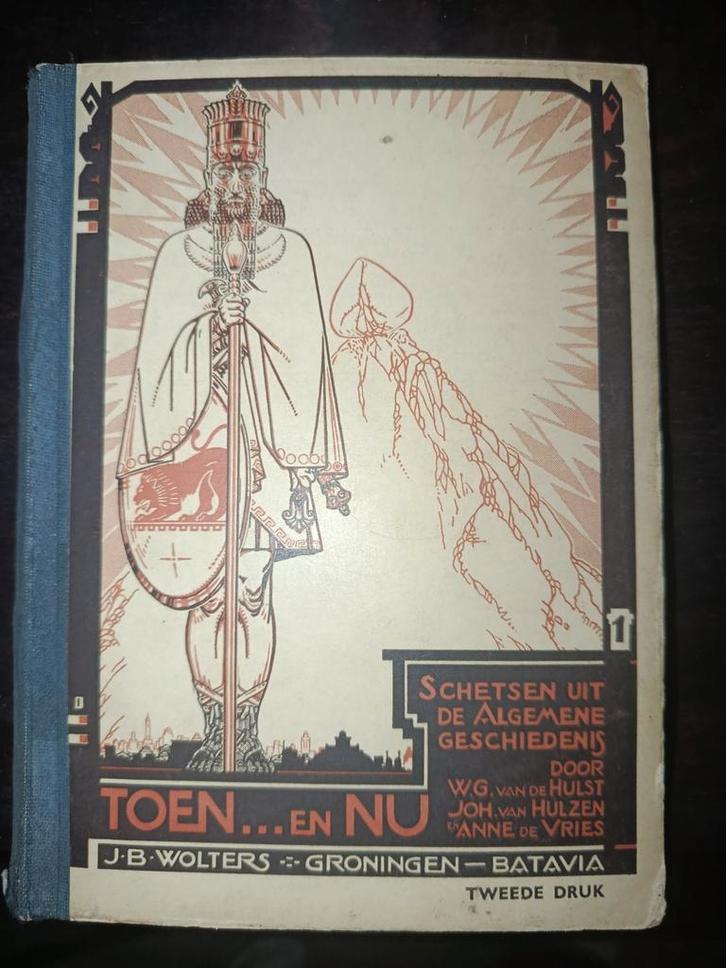 1
SCHETSEN UIT
DE ALGEMENE
GESCHIEDENIS
DOOR
W.G. VAN DE HULST
JOH. VAN HULZEN
EN ANNE DE VRIES
TOEN... EN NU
J·B·WOLTERS -:- GRONINGEN — BATAVIA
TWEEDE DRUK